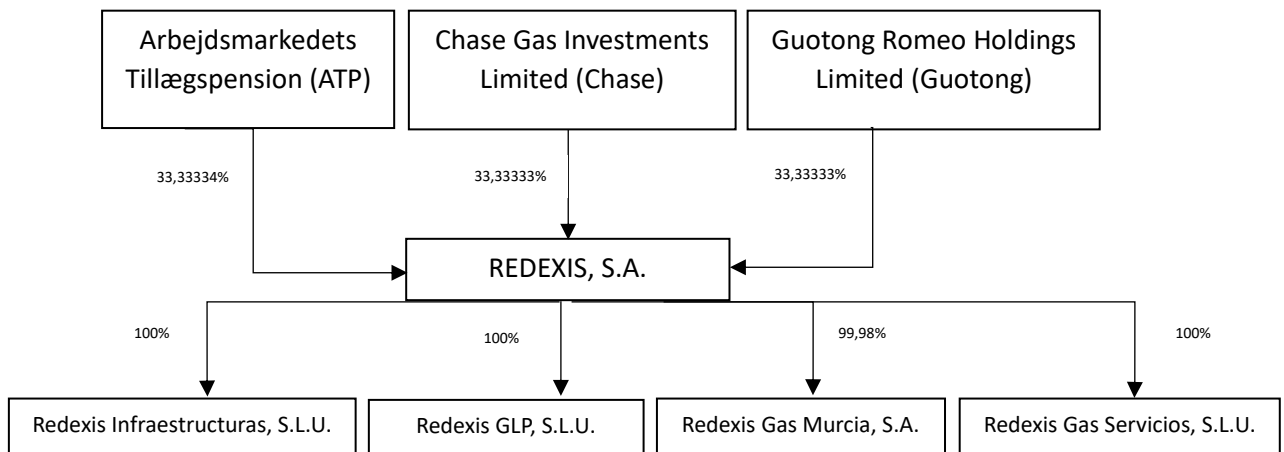 Arbejdsmarkedets
Tillægspension (ATP)
Chase Gas Investments
Limited (Chase)
Guotong Romeo Holdings
Limited (Guotong)
33,33334%
33,33333%
33,33333%
REDEXIS, S.A.
100%
100%
99,98%
100%
Redexis Infraestructuras, S.L.U.
Redexis GLP, S.L.U.
Redexis Gas Murcia, S.A.
Redexis Gas Servicios, S.L.U.